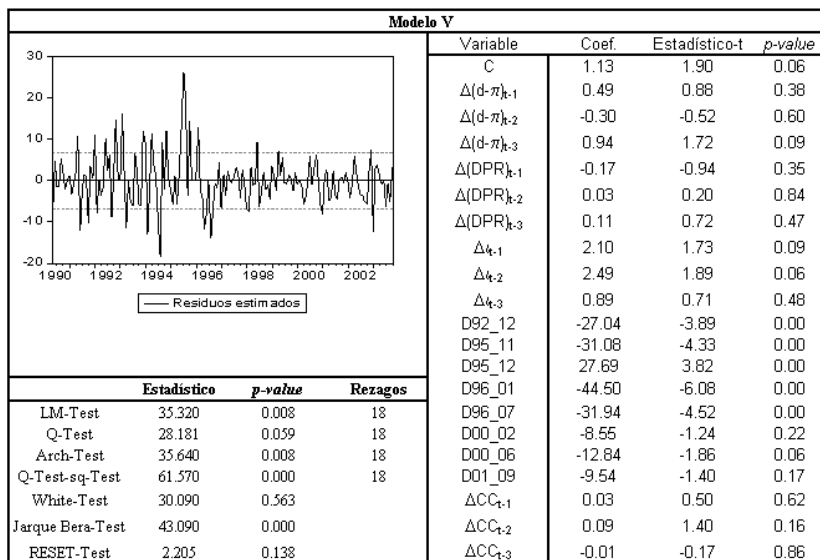 Modelo V
30
20
10
0
-10
-20
1990 1992 1994 1996 1998 2000 2002
Residuos estimados
Estadístico p-value Rezagos
LM-Test 35.320 0.008 18
Q-Test 28.181 0.059 18
Arch-Test 35.640 0.008 18
Q-Test-sq-Test 61.570 0.000 18
White-Test 30.090 0.563
Jarque Bera-Test 43.090 0.000
RESET-Test 2.205 0.138
Variable Coef. Estadístico-t p-value
C 1.13 1.90 0.06
Δ(d-π)t-1 0.49 0.88 0.38
Δ(d-π)t-2 -0.30 -0.52 0.60
Δ(d-π)t-3 0.94 1.72 0.09
Δ(DPR)t-1 -0.17 -0.94 0.35
Δ(DPR)t-2 0.03 0.20 0.84
Δ(DPR)t-3 0.11 0.72 0.47
Διt-1 2.10 1.73 0.09
Διt-2 2.49 1.89 0.06
Διt-3 0.89 0.71 0.48
D92_12 -27.04 -3.89 0.00
D95_11 -31.08 -4.33 0.00
D95_12 27.69 3.82 0.00
D96_01 -44.50 -6.08 0.00
D96_07 -31.94 -4.52 0.00
D00_02 -8.55 -1.24 0.22
D00_06 -12.84 -1.86 0.06
D01_09 -9.54 -1.40 0.17
ΔCCt-1 0.03 0.50 0.62
ΔCCt-2 0.09 1.40 0.16
ΔCCt-3 -0.01 -0.17 0.86